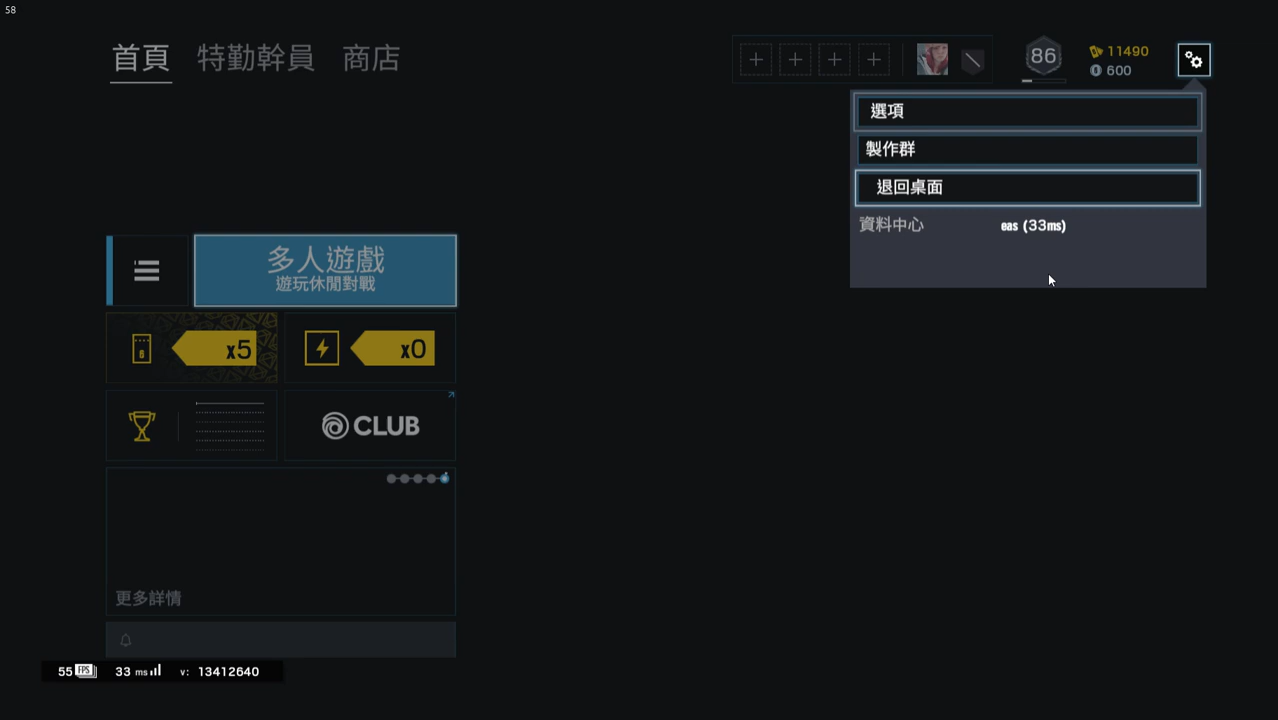 58
首頁 特勤幹員 商店
86
11490
600
選項
製作群
退回桌面
資料中心 eas (33ms)
多人遊戲
遊玩休閒對戰
x5
x0
CLUB
更多詳情
55 FPS 33 ms v: 13412640